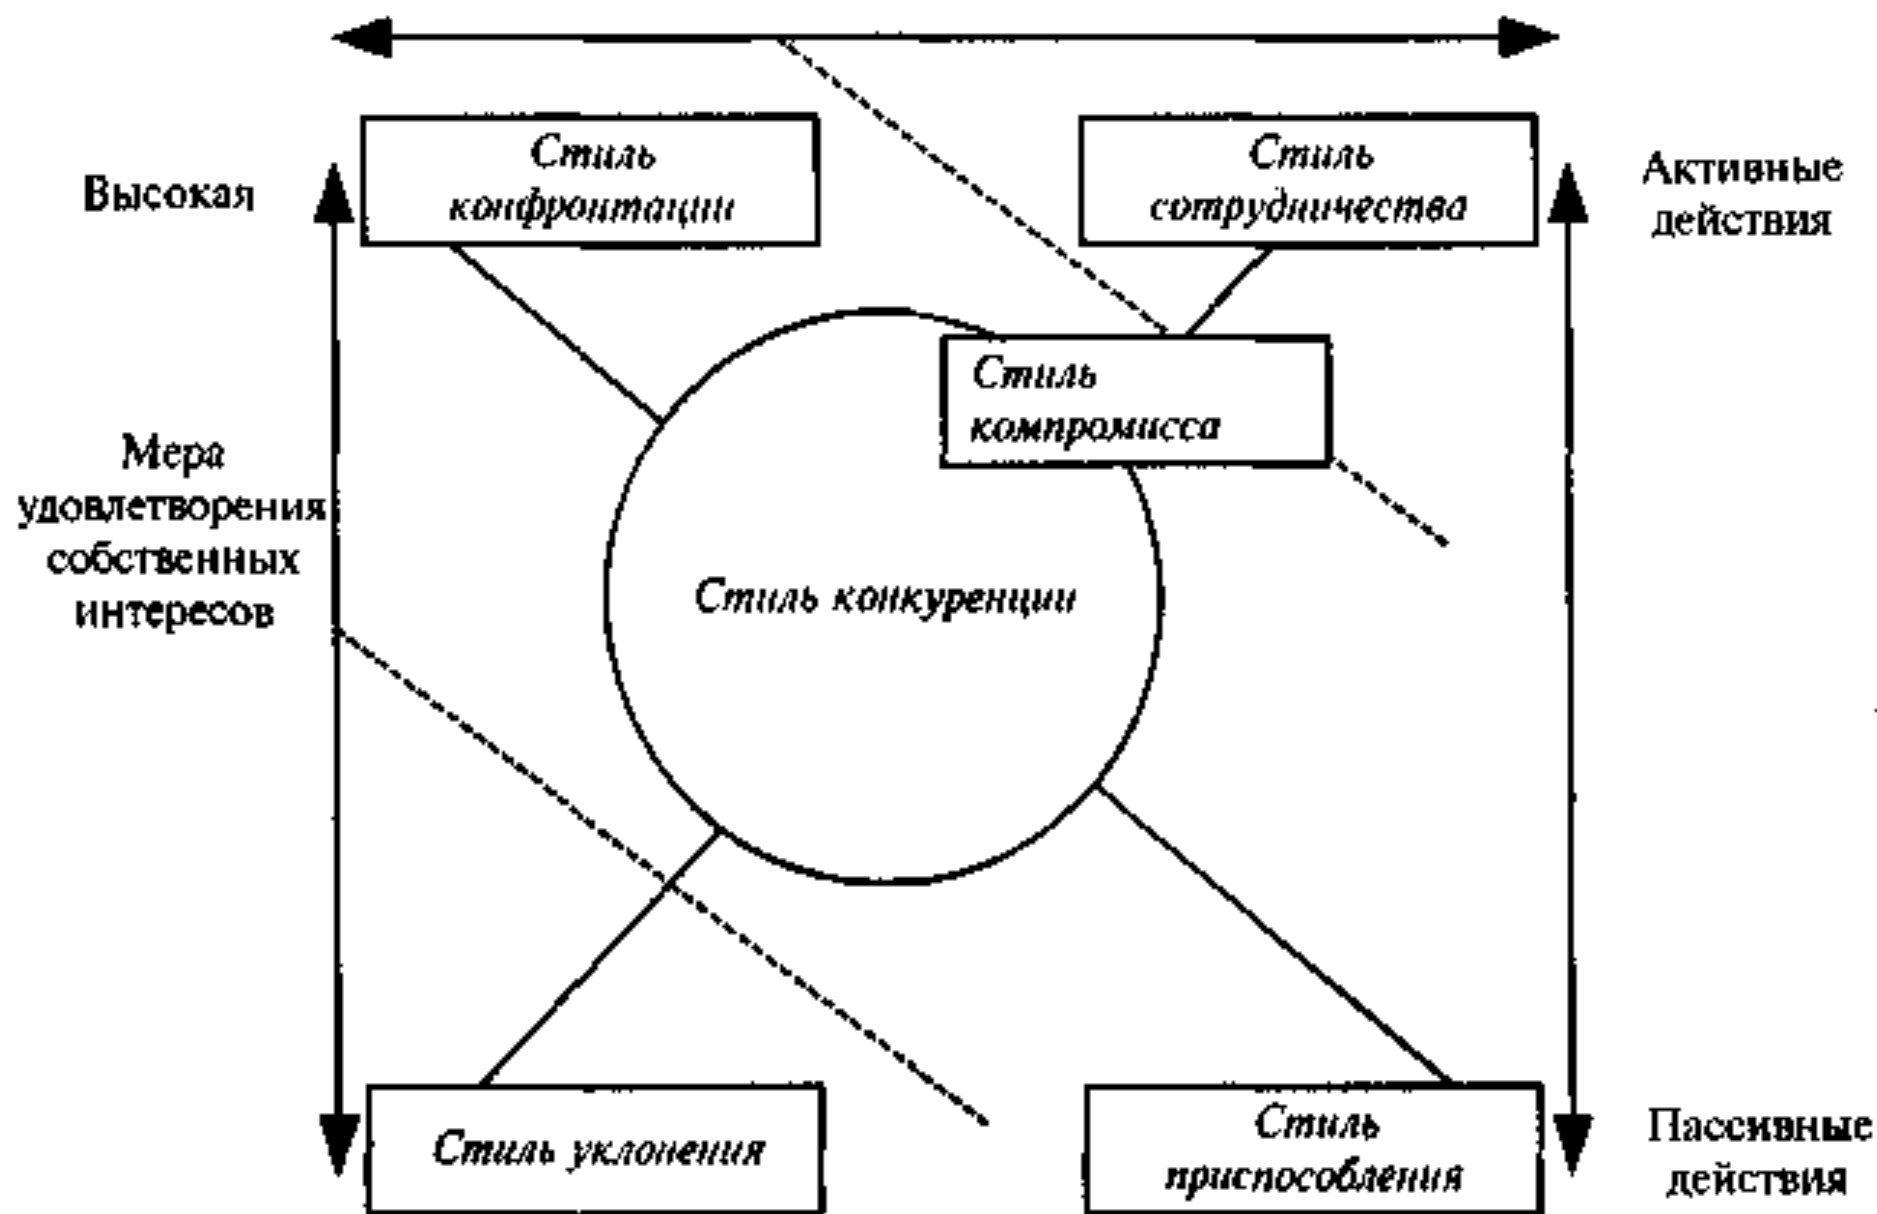 Стиль
конфронтации
Стиль
сотрудничества
Высокая
Активные
действия
Стиль
компромисса
Мера
удовлетворения
собственных
интересов
Стиль конкуренции
Стиль уклонения
Стиль
приспособления
Пассивные
действия